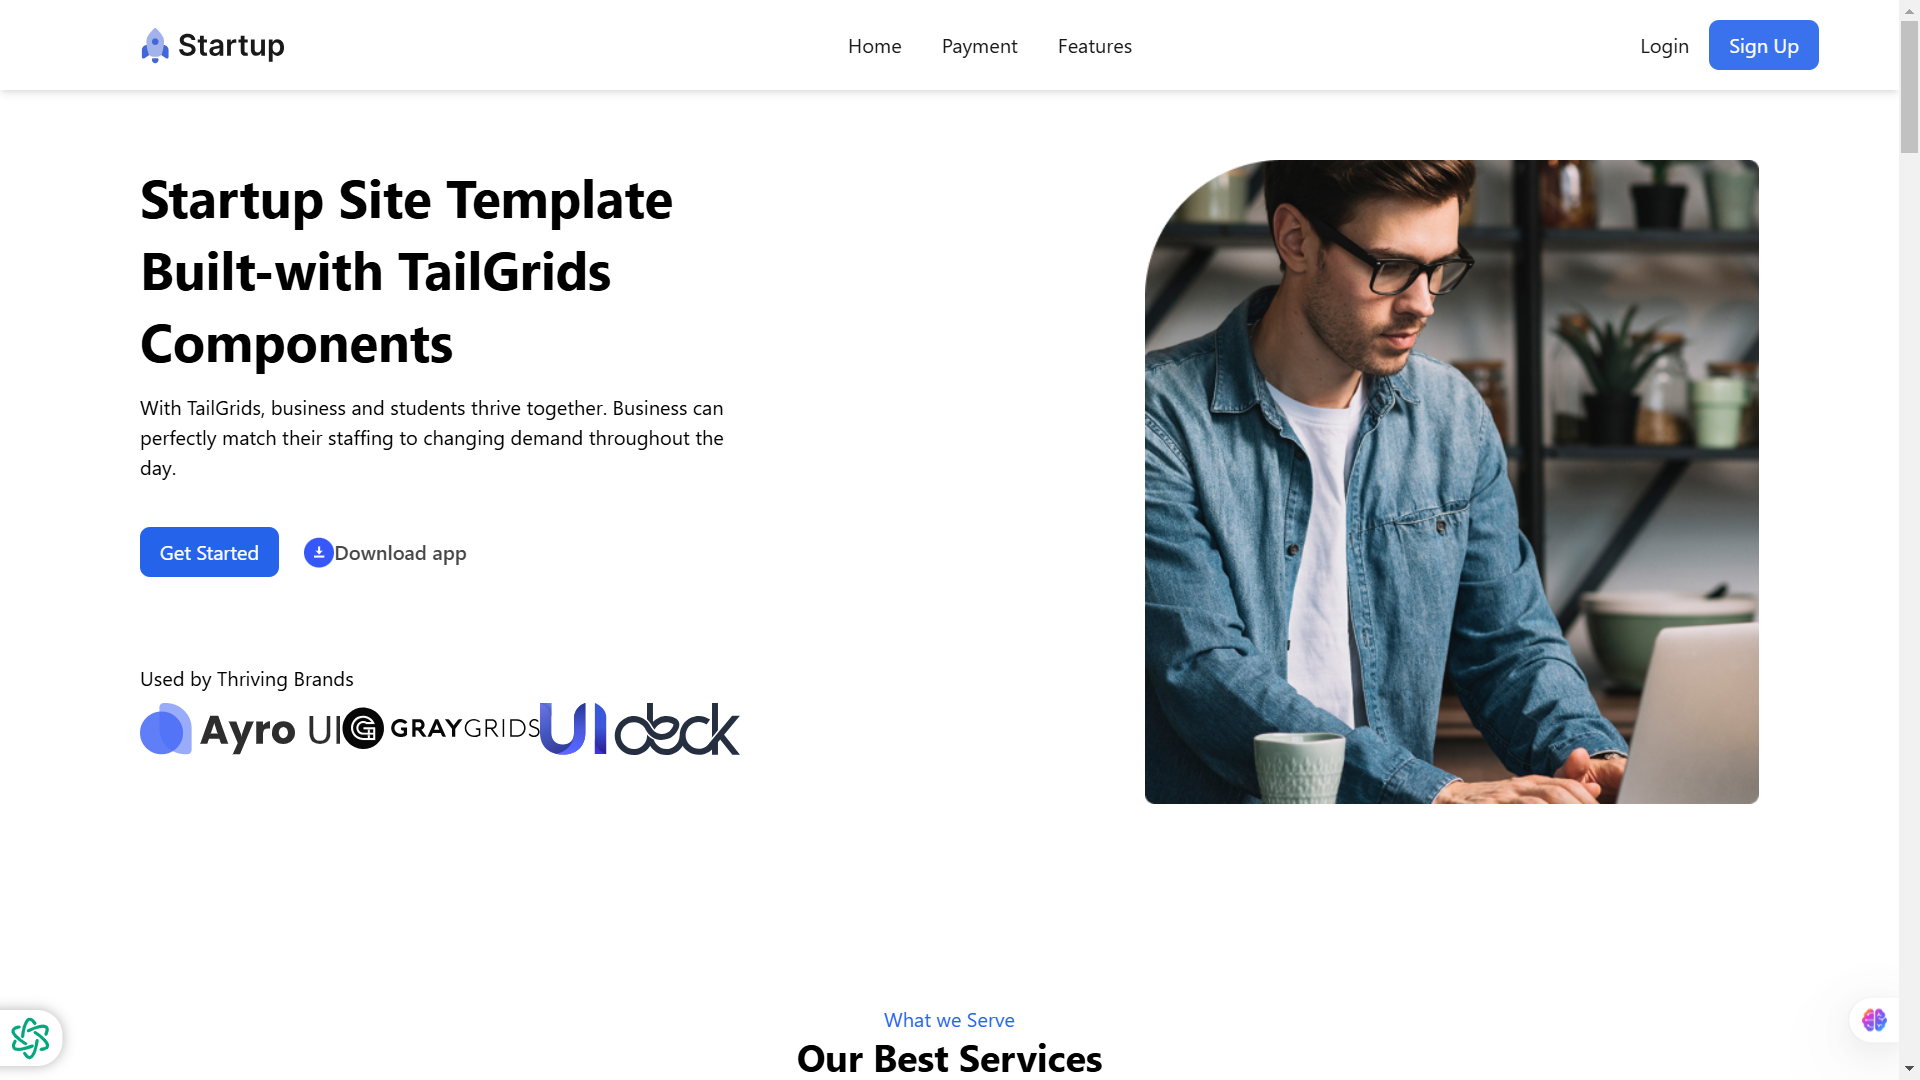 Startup
Home
Payment
Features
Login
Sign Up
Startup Site Template
Built-with TailGrids
Components
With TailGrids, business and students thrive together. Business can
perfectly match their staffing to changing demand throughout the
day.
Get Started
Download app
Used by Thriving Brands
Ayro UI
GRAYGRIDS
UI deck
What we Serve
Our Best Services